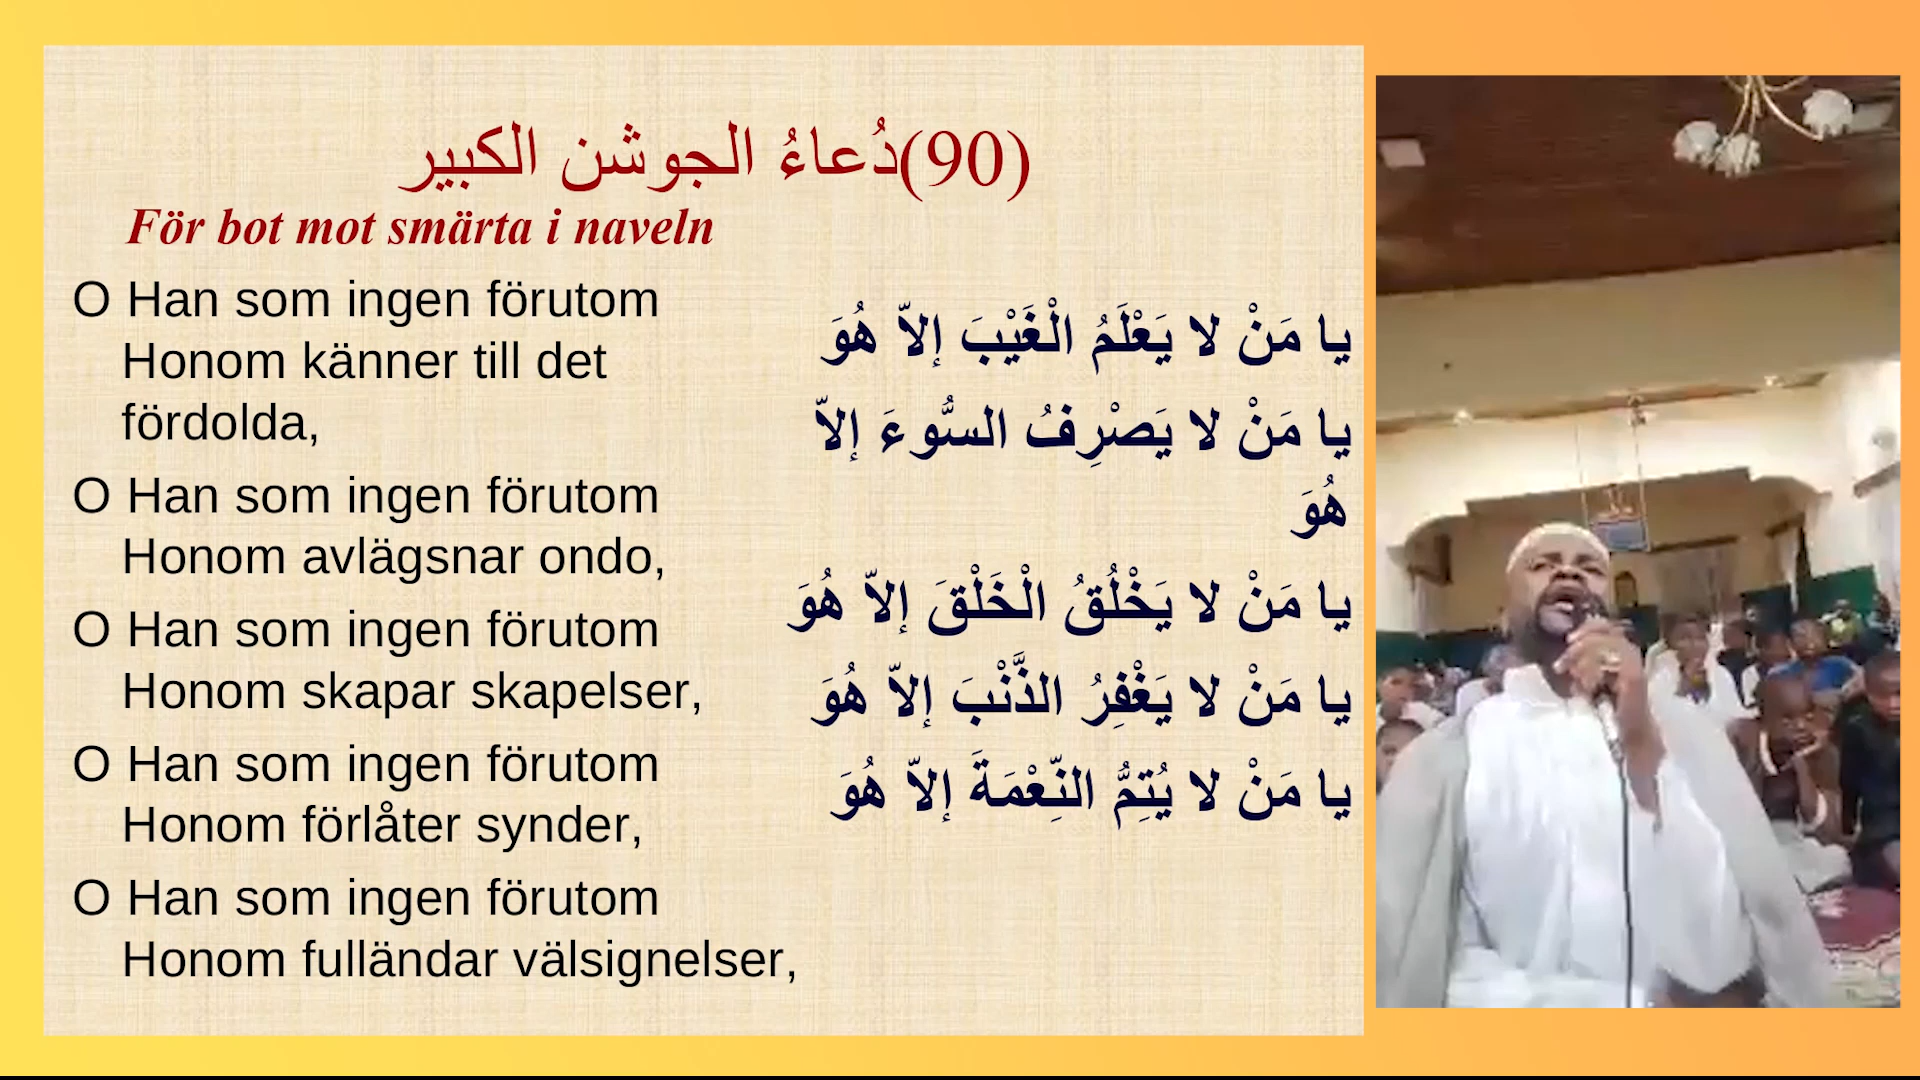 (90)دُعاءُ الجوشن الكبير
För bot mot smärta i naveln
O Han som ingen förutom
Honom känner till det
fördolda,
O Han som ingen förutom
Honom avlägsnar ondo,
O Han som ingen förutom
Honom skapar skapelser,
O Han som ingen förutom
Honom förlåter synder,
O Han som ingen förutom
Honom fulländar välsignelser,
يا مَنْ لا يَعْلَمُ الْغَيْبَ إلاّ هُوَ
يا مَنْ لا يَصْرِفُ السُّوءَ إلاّ
هُوَ
يا مَنْ لا يَخْلُقُ الْخَلْقَ إلاّ هُوَ
يا مَنْ لا يَغْفِرُ الذَّنْبَ إلاّ هُوَ
يا مَنْ لا يُتِمُّ النِّعْمَةَ إلاّ هُوَ